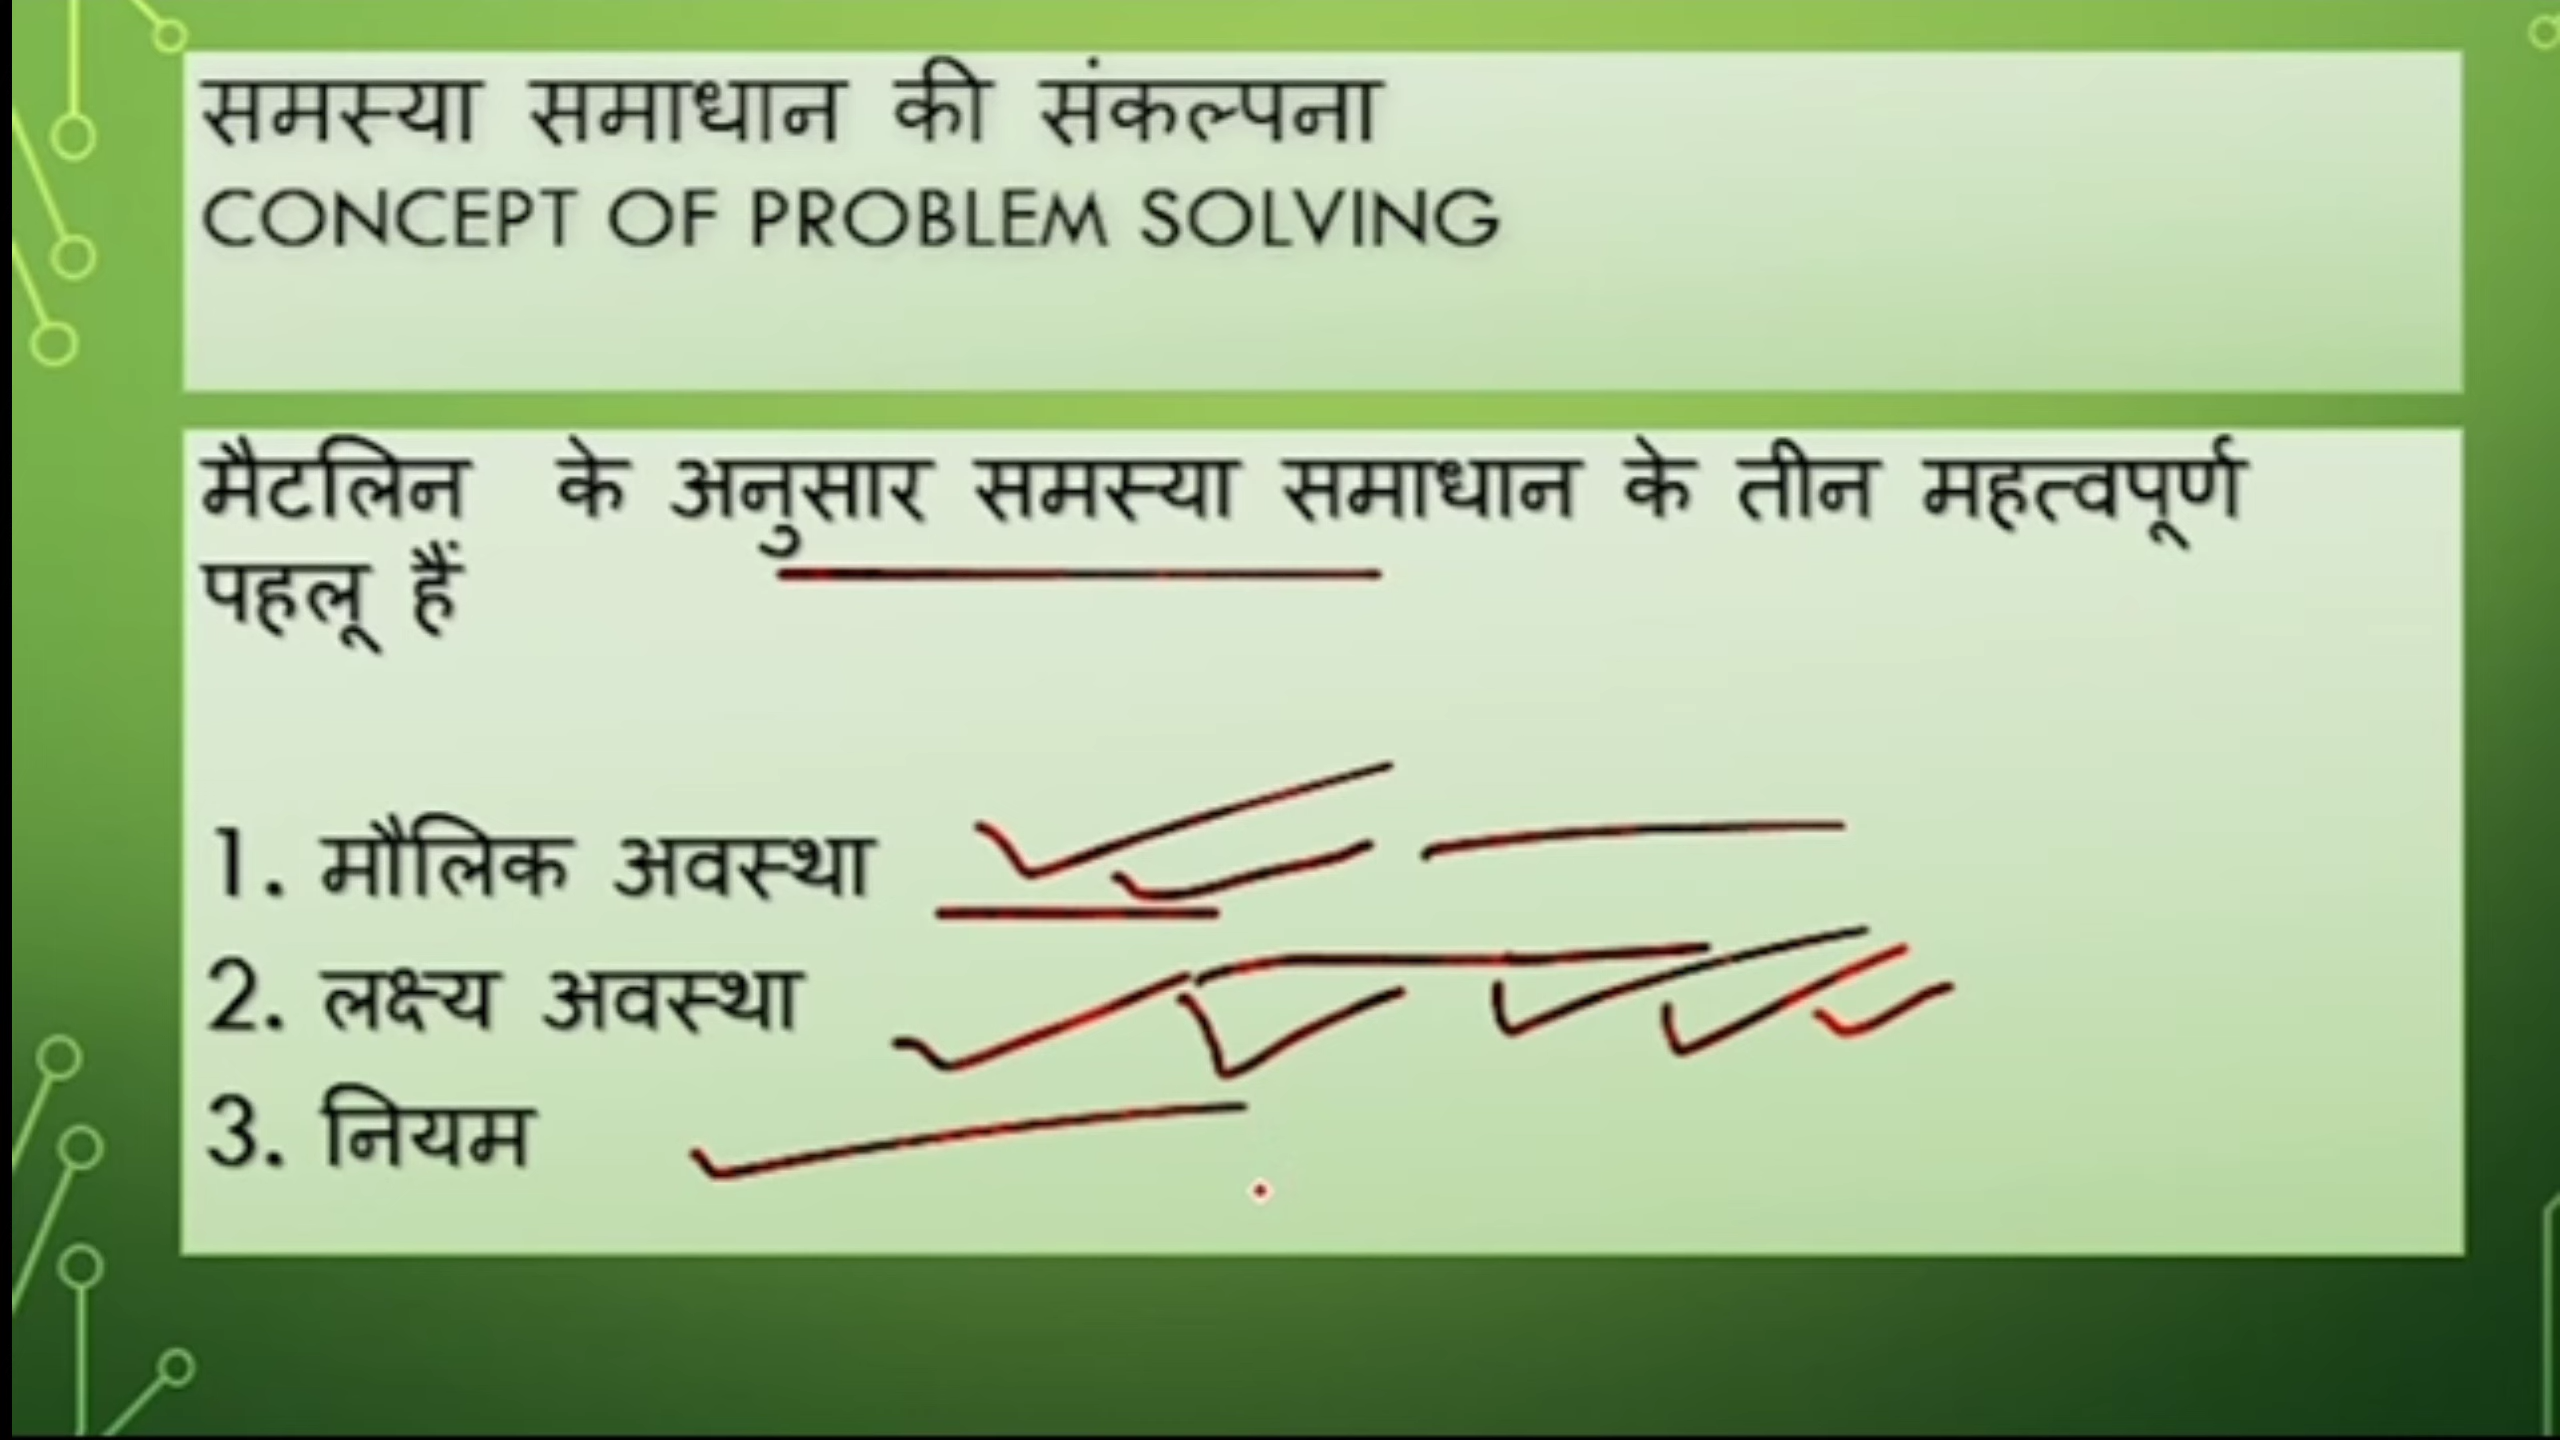 समस्या समाधान की संकल्पना
CONCEPT OF PROBLEM SOLVING
मैटलिन के अनुसार समस्या समाधान के तीन महत्वपूर्ण
पहलू हैं
1. मौलिक अवस्था
2. लक्ष्य अवस्था
3. नियम